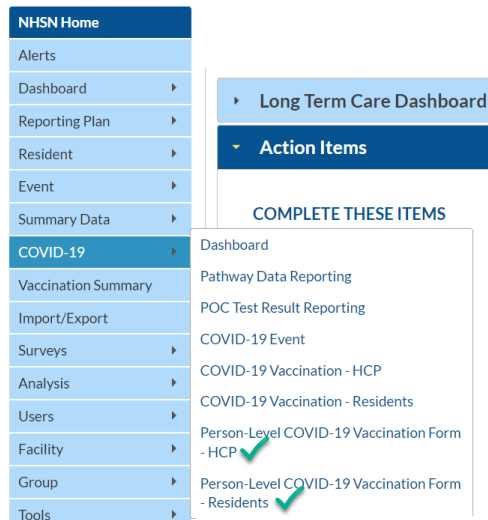 NHSN Home
Alerts
Dashboard
Reporting Plan
Resident
Event
Summary Data
COVID-19
Vaccination Summary
Import/Export
Surveys
Analysis
Users
Facility
Group
Tools
Long Term Care Dashboard
Action Items
COMPLETE THESE ITEMS
Dashboard
Pathway Data Reporting
POC Test Result Reporting
COVID-19 Event
COVID-19 Vaccination - HCP
COVID-19 Vaccination - Residents
Person-Level COVID-19 Vaccination Form
- HCP
Person-Level COVID-19 Vaccination Form
- Residents